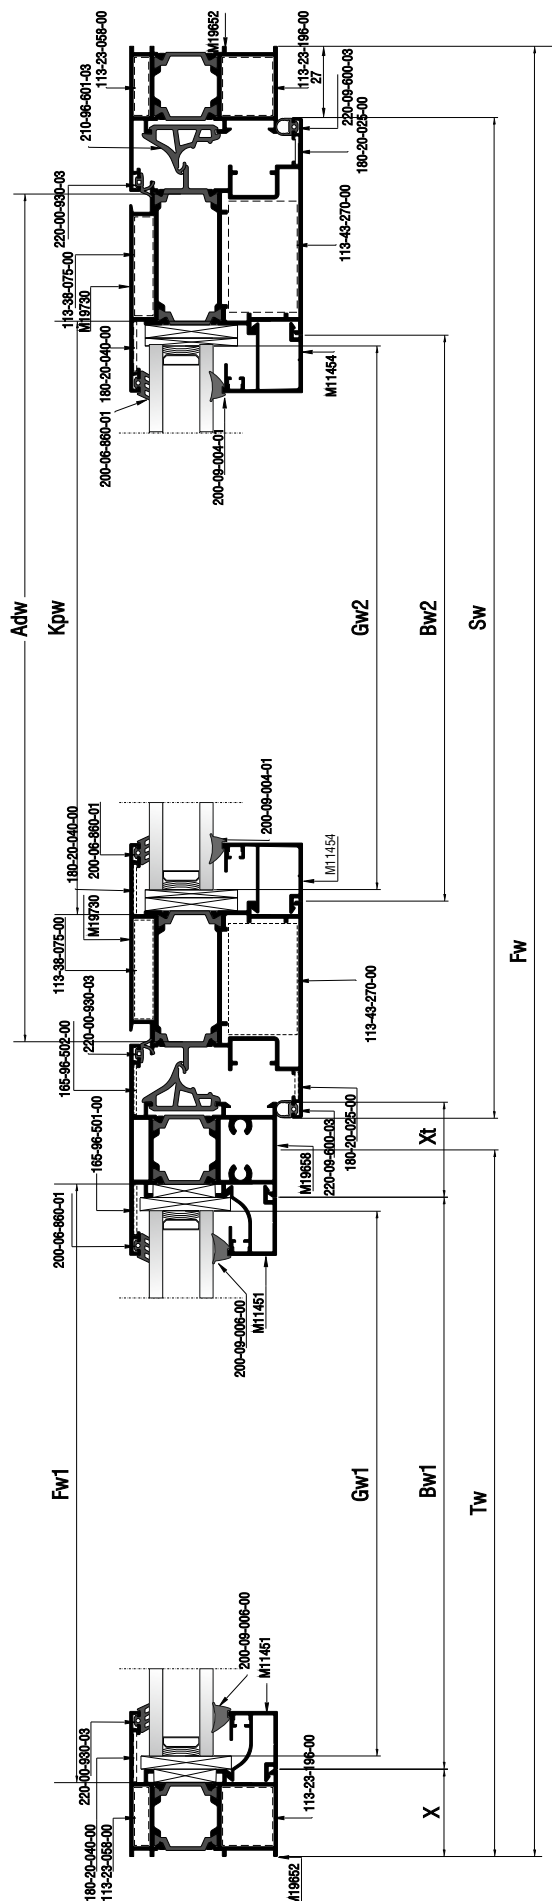 113-23-058-00
M19652
113-23-196-00
27
210-96-601-03
220-09-600-03
180-20-025-00
220-00-930-03
113-43-270-00
113-38-075-00
M19730
180-20-040-00
M11454
200-06-860-01
200-09-004-01
Adw
Kpw
Gw2
Bw2
Sw
180-20-040-00
200-06-860-01
200-09-004-01
M11454
M19730
113-38-075-00
220-00-930-03
113-43-270-00
165-96-502-00
165-96-501-00
180-20-025-00
220-09-600-03
M19658
Xt
Fw
200-06-860-01
M11451
200-09-006-00
Fw1
Gw1
Bw1
Tw
200-09-006-00
M11451
220-00-930-03
180-20-040-00
113-23-058-00
113-23-196-00
X
M19652